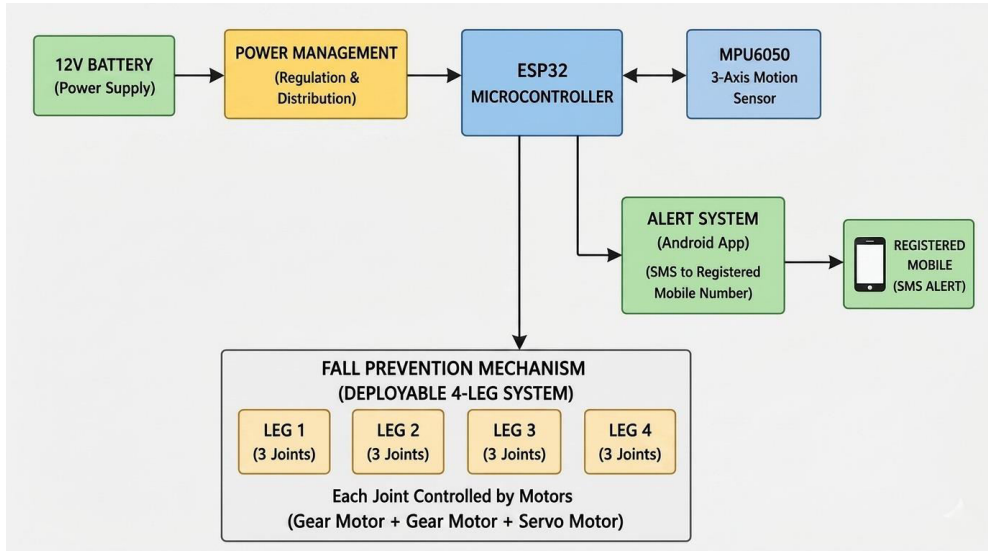 12V BATTERY
(Power Supply)
POWER MANAGEMENT
(Regulation &
Distribution)
ESP32
MICROCONTROLLER
MPU6050
3-Axis Motion
Sensor
ALERT SYSTEM
(Android App)
(SMS to Registered
Mobile Number)
REGISTERED
MOBILE
(SMS ALERT)
FALL PREVENTION MECHANISM
(DEPLOYABLE 4-LEG SYSTEM)
LEG 1
(3 Joints)
LEG 2
(3 Joints)
LEG 3
(3 Joints)
LEG 4
(3 Joints)
Each Joint Controlled by Motors
(Gear Motor + Gear Motor + Servo Motor)